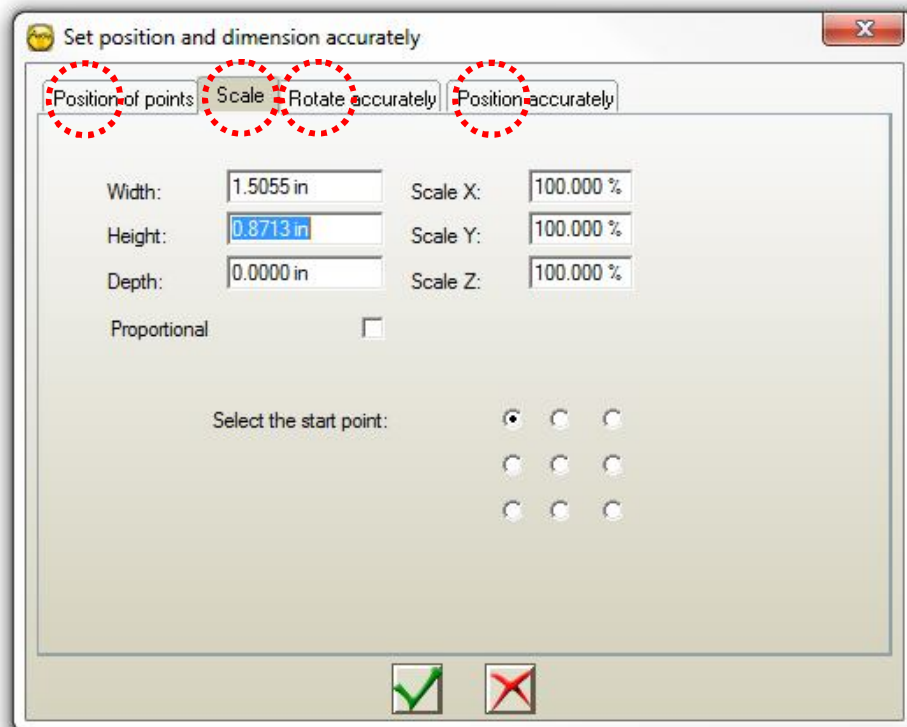 Set position and dimension accurately
Position of points Scale Rotate accurately Position accurately
Width: 1.5055 in Scale X: 100.000 %
Height: 0.8713 in Scale Y: 100.000 %
Depth: 0.0000 in Scale Z: 100.000 %
Proportional
Select the start point: